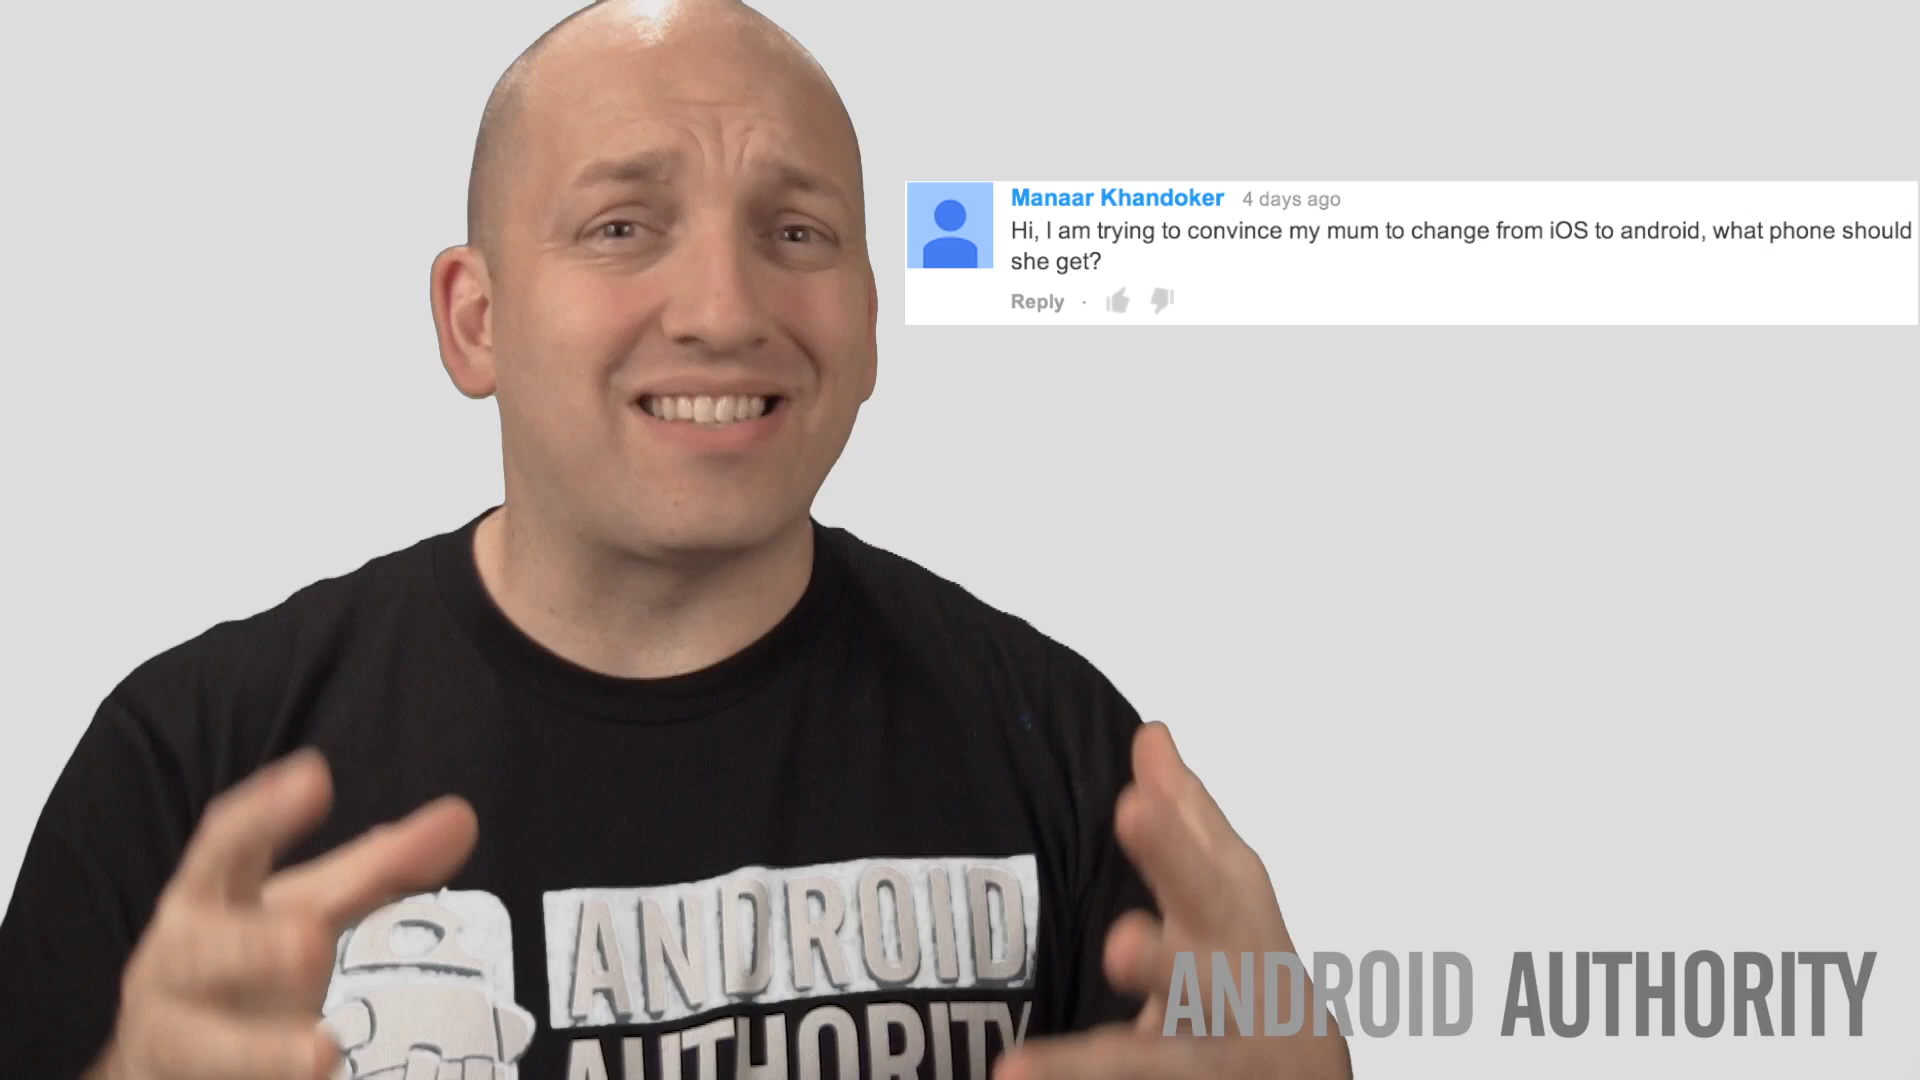 Manaar Khandoker 4 days ago
Hi, I am trying to convince my mum to change from iOS to android, what phone should
she get?
Reply ·
ANDROID
AUTHORITY
ANDROID AUTHORITY